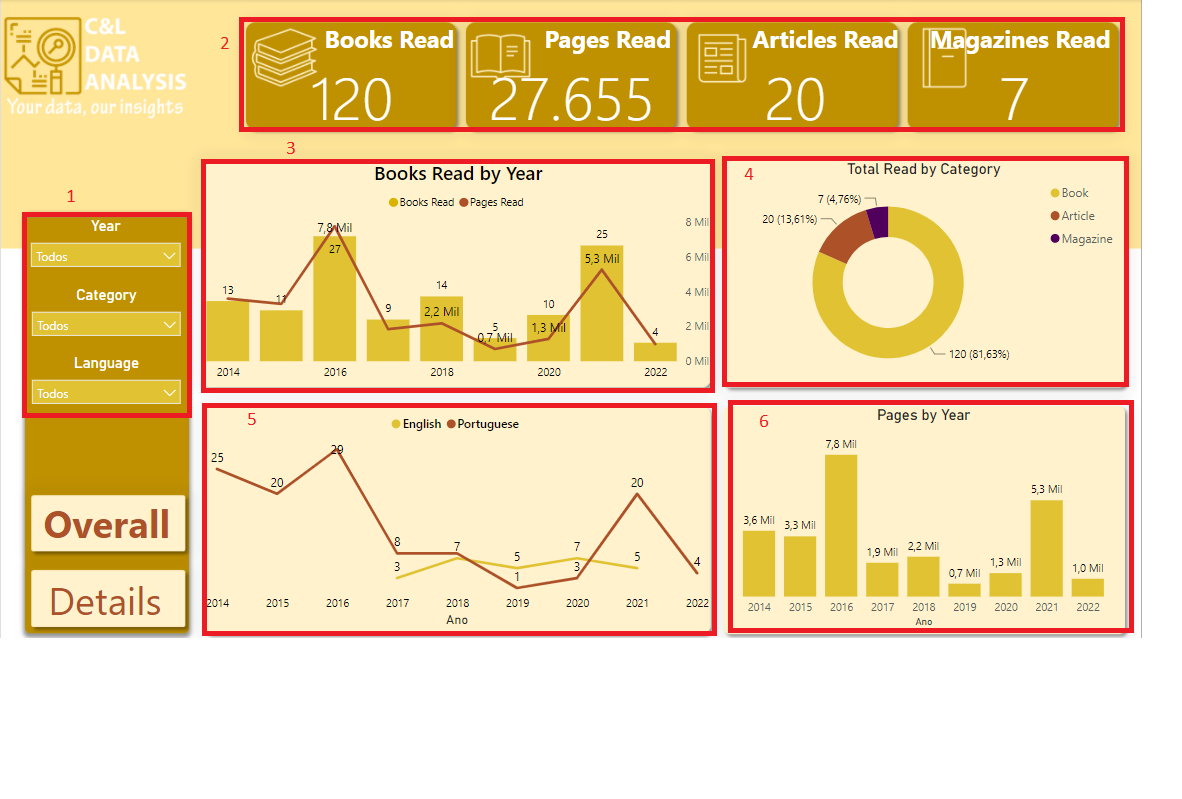 C&L
DATA
ANALYSIS
Your data, our insights
2
Books Read
120
Pages Read
27.655
Articles Read
20
Magazines Read
7
1
Year
Todos
Category
Todos
Language
Todos
Overall
Details
3
Books Read by Year
Books Read Pages Read
8 Mil
6 Mil
4 Mil
2 Mil
0 Mil
13
11
7,8 Mil
27
9
14
2,2 Mil
5
0,7 Mil
10
1,3 Mil
25
5,3 Mil
4
2014 2016 2018 2020 2022
4
Total Read by Category
7 (4,76%)
20 (13,61%)
120 (81,63%)
Book
Article
Magazine
5
English Portuguese
25
20
29
8
3
7
5
1
7
3
20
5
4
2014 2015 2016 2017 2018 2019 2020 2021 2022
Ano
6
Pages by Year
3,6 Mil
3,3 Mil
7,8 Mil
1,9 Mil
2,2 Mil
0,7 Mil
1,3 Mil
5,3 Mil
1,0 Mil
2014 2015 2016 2017 2018 2019 2020 2021 2022
Ano